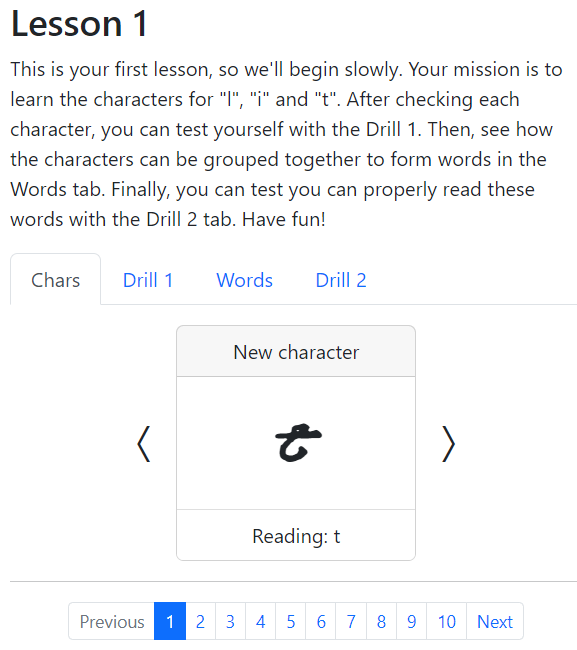 Lesson 1
This is your first lesson, so we'll begin slowly. Your mission is to
learn the characters for "l", "i" and "t". After checking each
character, you can test yourself with the Drill 1. Then, see how
the characters can be grouped together to form words in the
Words tab. Finally, you can test you can properly read these
words with the Drill 2 tab. Have fun!
Chars Drill 1 Words Drill 2
New character
Reading: t
Previous 1 2 3 4 5 6 7 8 9 10 Next